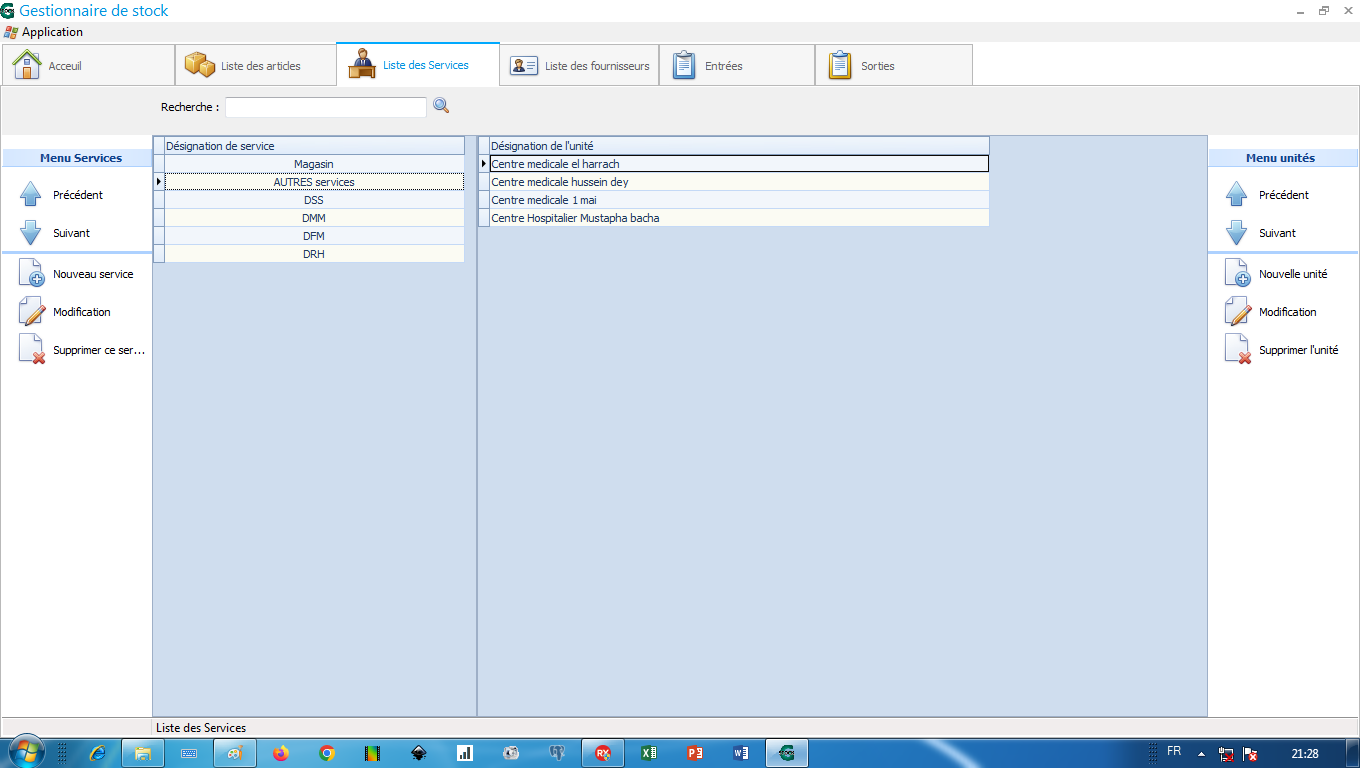 Gestionnaire de stock
Application
Acceuil
Liste des articles
Liste des Services
Liste des fournisseurs
Entrées
Sorties
Recherche :
Menu Services
Précédent
Suivant
Nouveau service
Modification
Supprimer ce ser...
Désignation de service
Magasin
AUTRES services
DSS
DMM
DFM
DRH
Désignation de l'unité
Centre medicale el harrach
Centre medicale hussein dey
Centre medicale 1 mai
Centre Hospitalier Mustapha bacha
Menu unités
Précédent
Suivant
Nouvelle unité
Modification
Supprimer l'unité
Liste des Services
FR
21:28